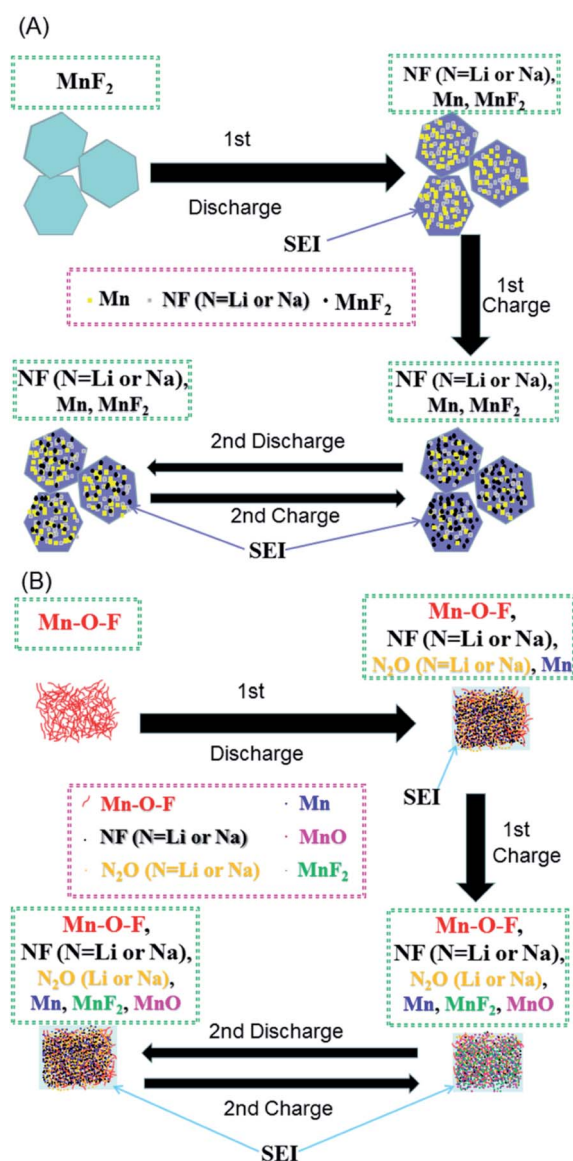 (A)
MnF₂
NF (N=Li or Na),
Mn, MnF₂
1st
Discharge
SEI
1st
Charge
Mn NF (N=Li or Na) MnF₂
NF (N=Li or Na),
Mn, MnF₂
NF (N=Li or Na),
Mn, MnF₂
2nd Discharge
2nd Charge
SEI
(B)
Mn-O-F
Mn-O-F,
NF (N=Li or Na),
N₂O (N=Li or Na), Mn
1st
Discharge
SEI
1st
Charge
Mn-O-F Mn
NF (N=Li or Na) MnO
N₂O (N=Li or Na) MnF₂
Mn-O-F,
NF (N=Li or Na),
N₂O (Li or Na),
Mn, MnF₂, MnO
Mn-O-F,
NF (N=Li or Na),
N₂O (Li or Na),
Mn, MnF₂, MnO
2nd Discharge
2nd Charge
SEI